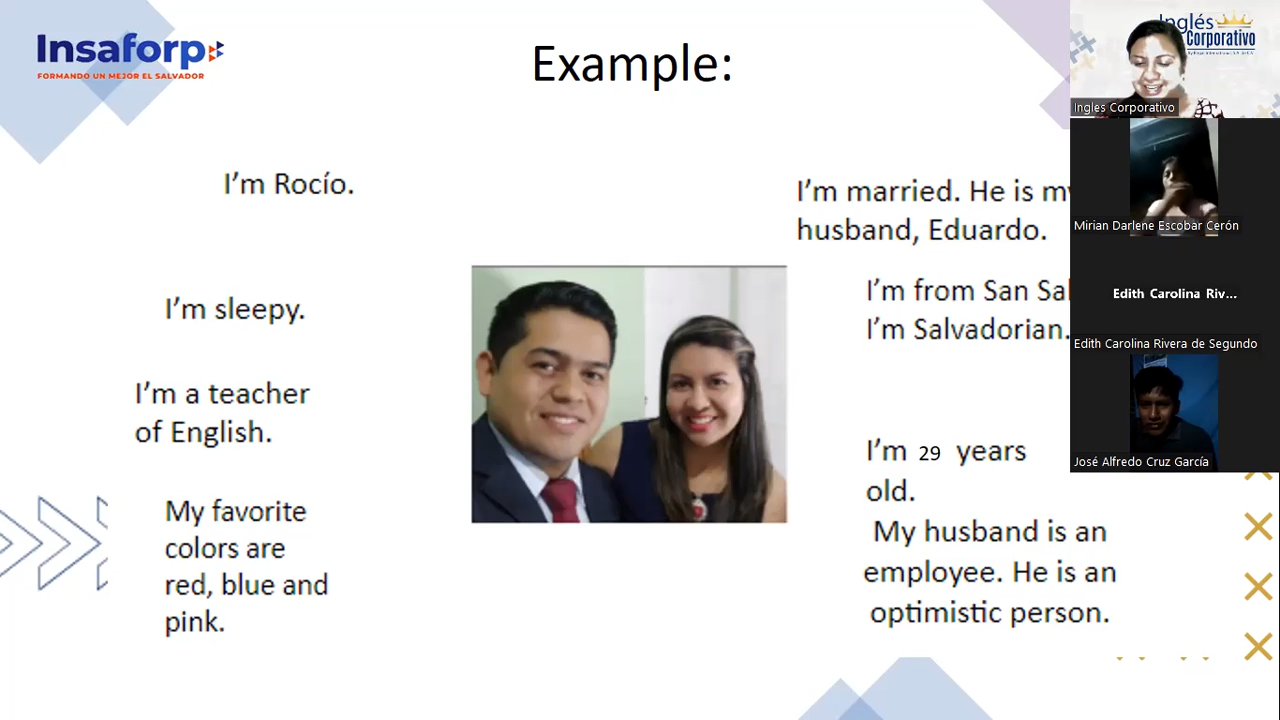 Insaforp
FORMANDO UN MEJOR EL SALVADOR
Example:
I'm Rocío.
I'm sleepy.
I'm a teacher
of English.
My favorite
colors are
red, blue and
pink.
I'm married. He is my
husband, Eduardo.
I'm from San Sal
I'm Salvadorian.
I'm 29 years
old.
My husband is an
employee. He is an
optimistic person.
Inglés
Corporativo
Ingles Corporativo
Mirian Darlene Escobar Cerón
Edith Carolina Riv...
Edith Carolina Rivera de Segundo
José Alfredo Cruz García